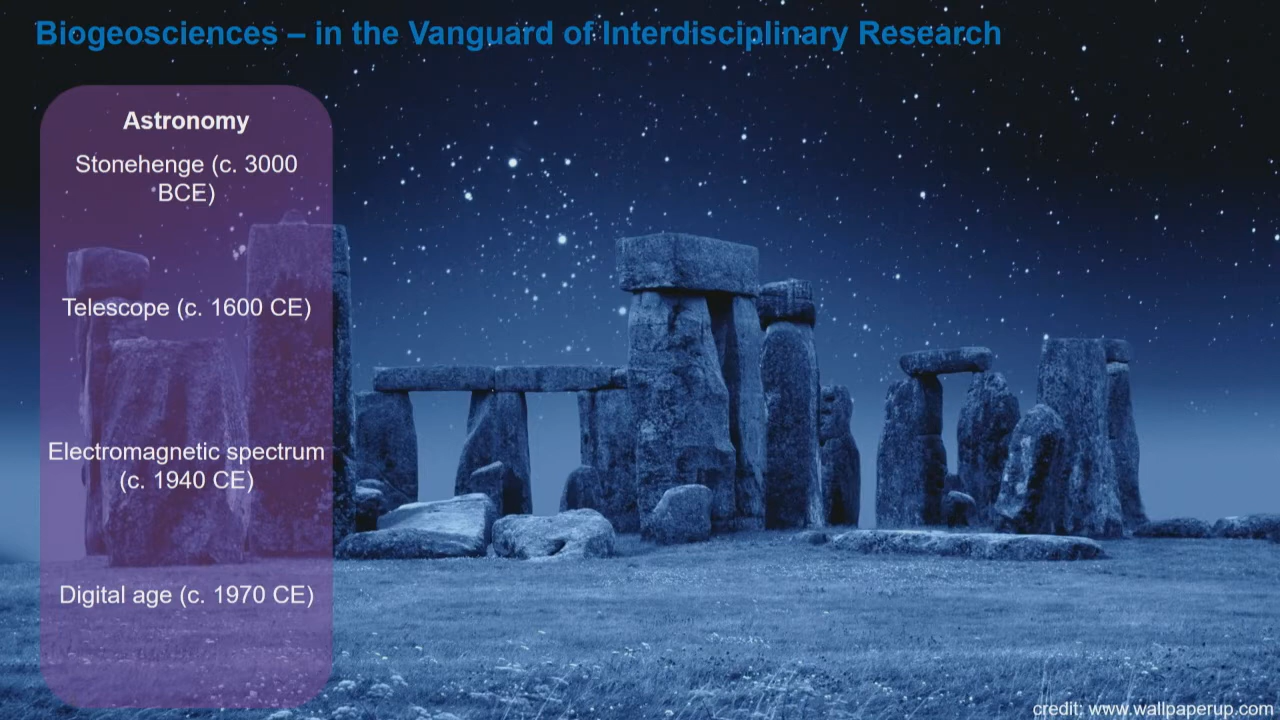 Biogeosciences – in the Vanguard of Interdisciplinary Research
Astronomy
Stonehenge (c. 3000
BCE)
Telescope (c. 1600 CE)
Electromagnetic spectrum
(c. 1940 CE)
Digital age (c. 1970 CE)
credit: www.wallpaperup.com